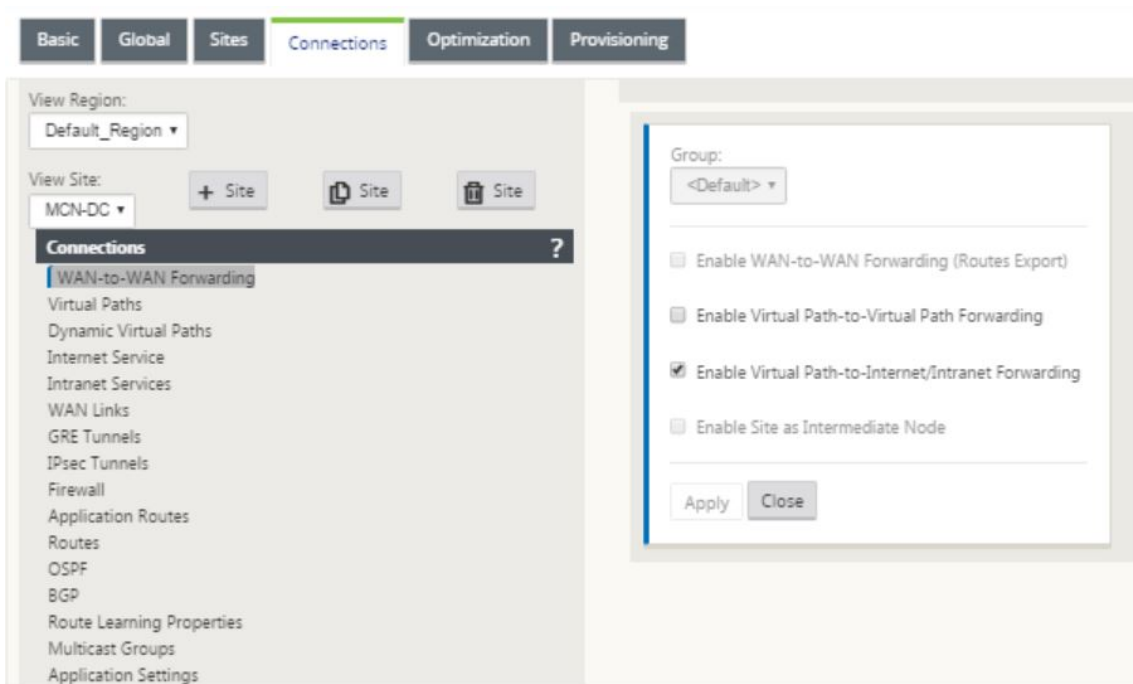 Basic Global Sites Connections Optimization Provisioning
View Region:
Default_Region
View Site:
MCN-DC
+ Site
Site
Site
Connections ?
WAN-to-WAN Forwarding
Virtual Paths
Dynamic Virtual Paths
Internet Service
Intranet Services
WAN Links
GRE Tunnels
IPsec Tunnels
Firewall
Application Routes
Routes
OSPF
BGP
Route Learning Properties
Multicast Groups
Application Settings
Group:
<Default>
Enable WAN-to-WAN Forwarding (Routes Export)
Enable Virtual Path-to-Virtual Path Forwarding
Enable Virtual Path-to-Internet/Intranet Forwarding
Enable Site as Intermediate Node
Apply Close